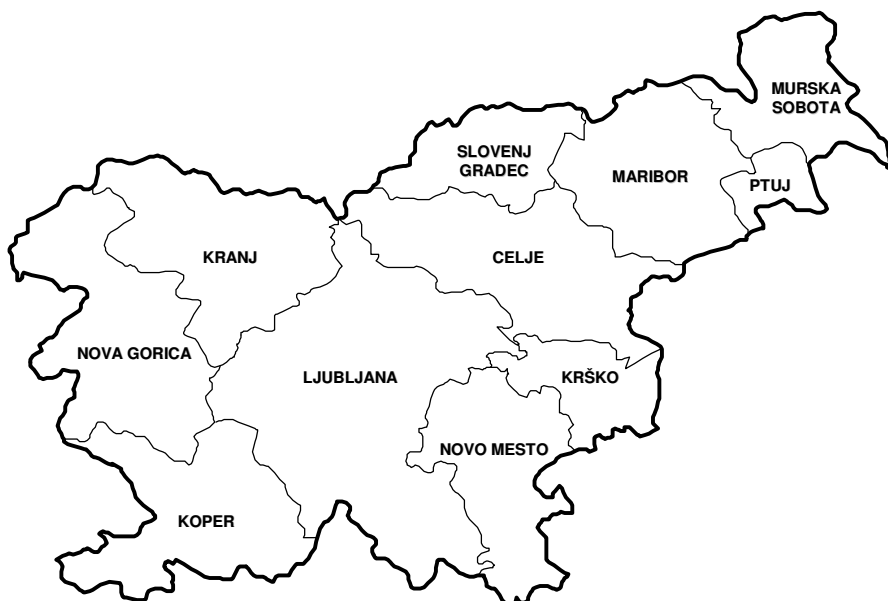 MURSKA
SOBOTA
SLOVENJ
GRADEC
MARIBOR
PTUJ
KRANJ
CELJE
NOVA GORICA
LJUBLJANA
KRŠKO
NOVO MESTO
KOPER